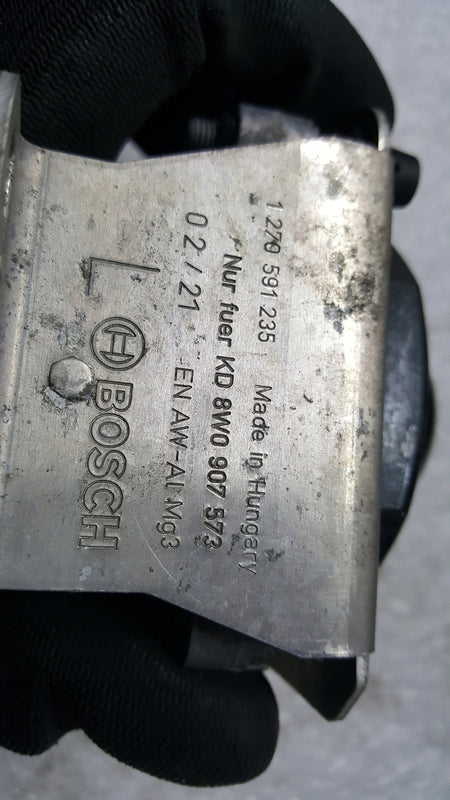 1 270 591 235 Made in Hungary
Nur fuer KD 8W0 907 573
02/21 EN AW-Al Mg3
L BOSCH